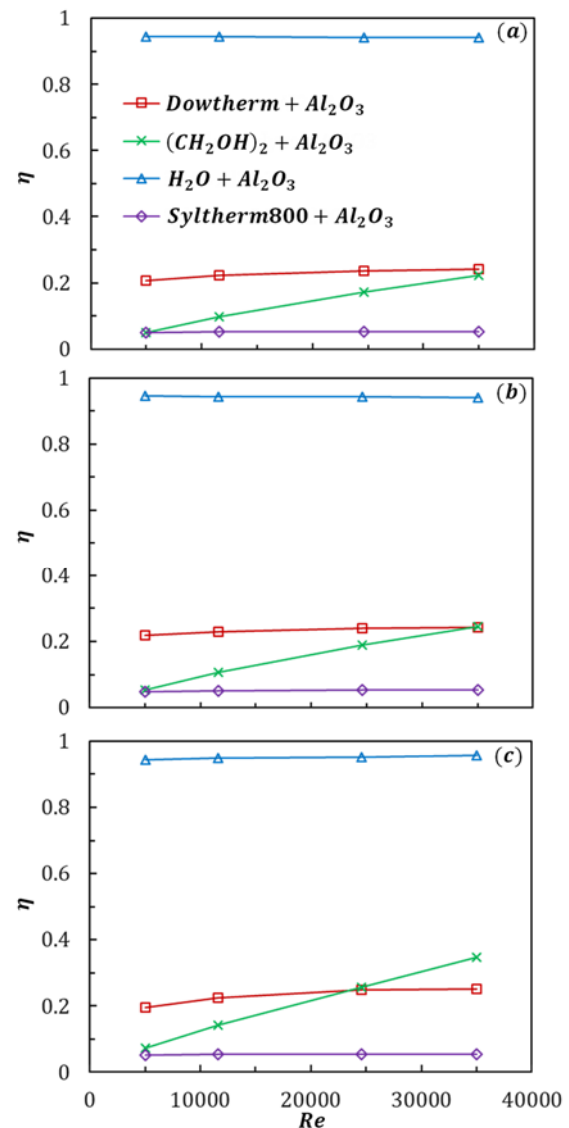 1
(a)
0.8
Dowtherm + Al₂O₃
(CH₂OH)₂ + Al₂O₃
0.6
H₂O + Al₂O₃
η
Syltherm800 + Al₂O₃
0.4
0.2
0
1
(b)
0.8
0.6
η
0.4
0.2
0
1
(c)
0.8
0.6
η
0.4
0.2
0
0 10000 20000 30000 40000
Re